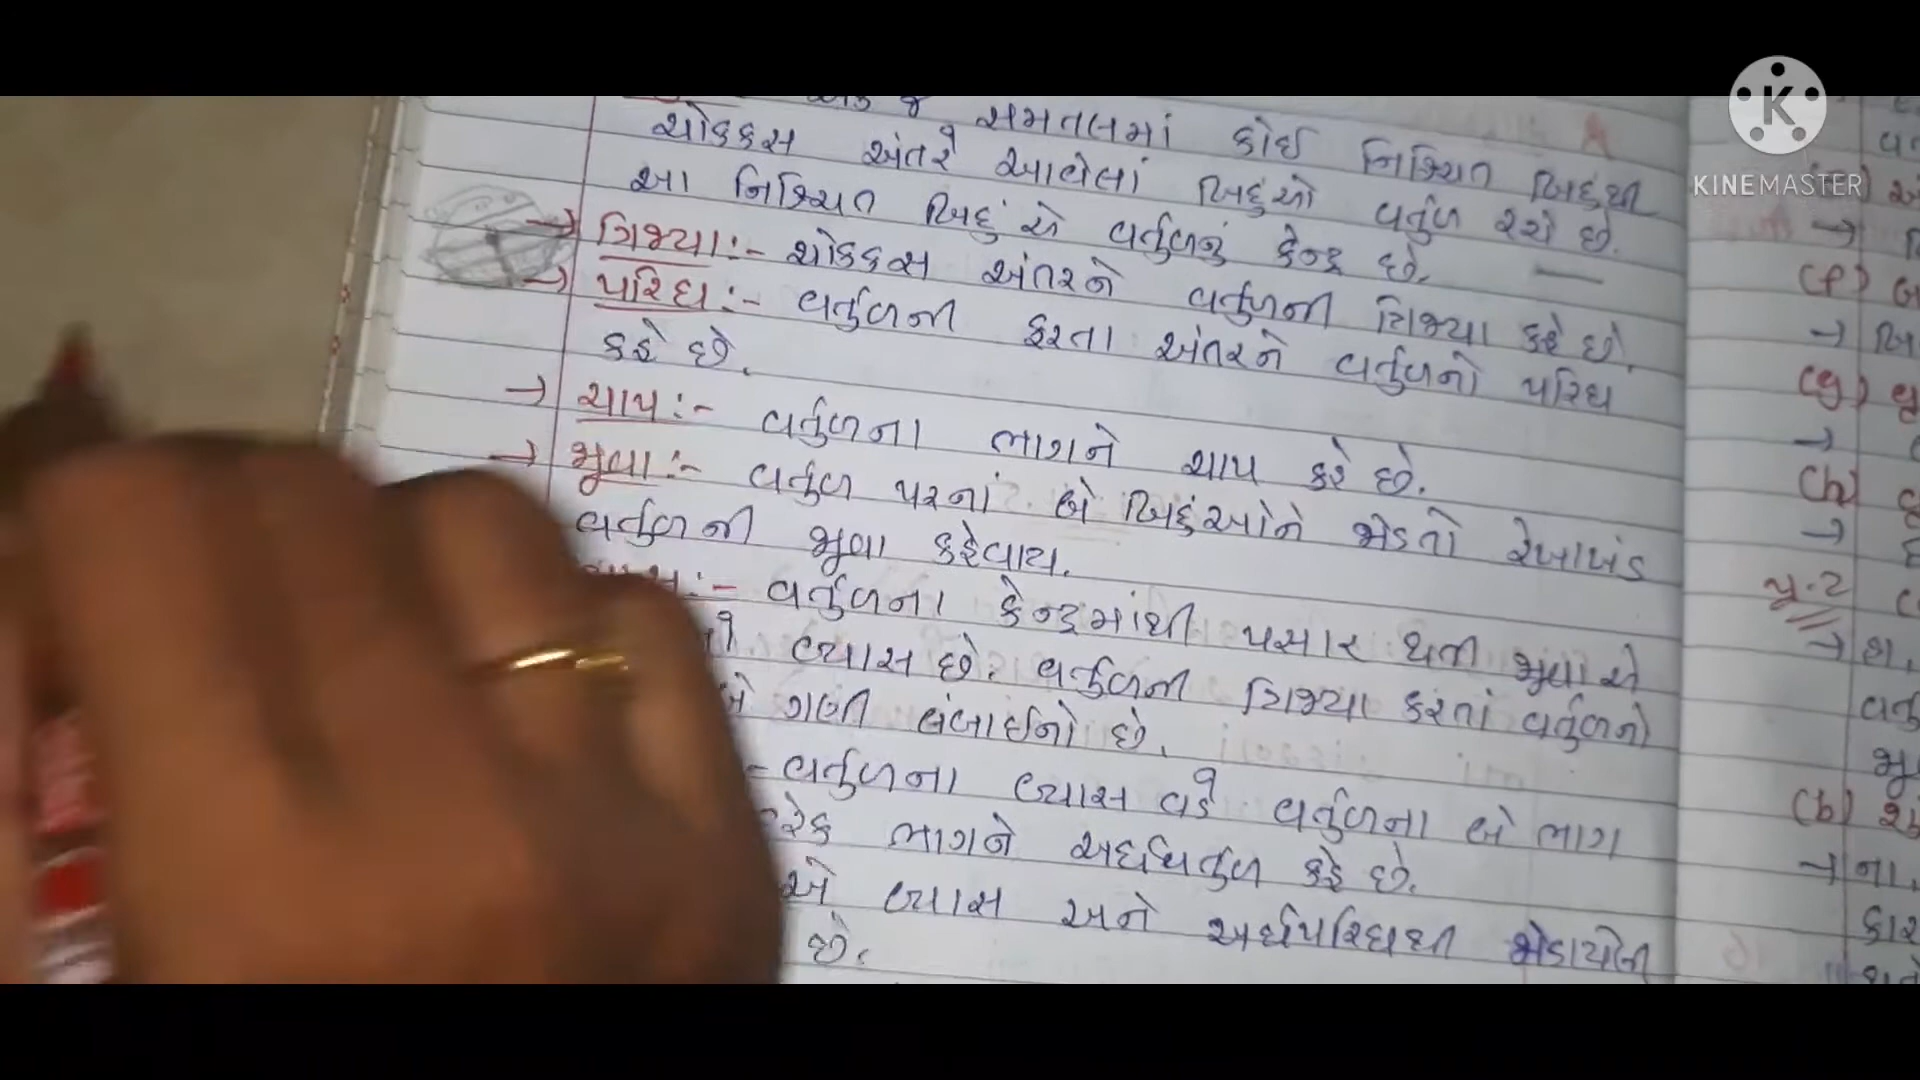 જ સમતલમાં કોઈ નિશ્ચિત બિંદુથી
ચોકકસ અંતરે આવેલાં બિંદુઓ વર્તુળ રચે છે.
આ નિશ્ચિત બિંદુ એ વર્તુળનું કેન્દ્ર છે.
→ ત્રિજ્યા:- ચોકકસ અંતરને વર્તુળની ત્રિજ્યા કહે છે.
→ પરિઘ:- વર્તુળની ફરતા અંતરને વર્તુળનો પરિઘ
કહે છે.
→ ચાપ:- વર્તુળના ભાગને ચાપ કહે છે.
→ જીવા:- વર્તુળ પરનાં બે બિંદુઓને જોડતો રેખાખંડ
વર્તુળની જીવા કહેવાય.
:- વર્તુળના કેન્દ્રમાંથી પસાર થતી જીવા એ
વ્યાસ છે. વર્તુળની ત્રિજ્યા કરતાં વર્તુળનો
ગણી લંબાઈનો છે.
-વર્તુળના વ્યાસ વડે વર્તુળના બે ભાગ
ભાગને અર્ધવર્તુળ કહે છે.
એ વ્યાસ અને અર્ધપરિઘથી જોડાયેલ
છે.
→
(f)
→
(g)
→
(h)
→
પ્ર.2
→
(b)
→ ના,
KINEMASTER